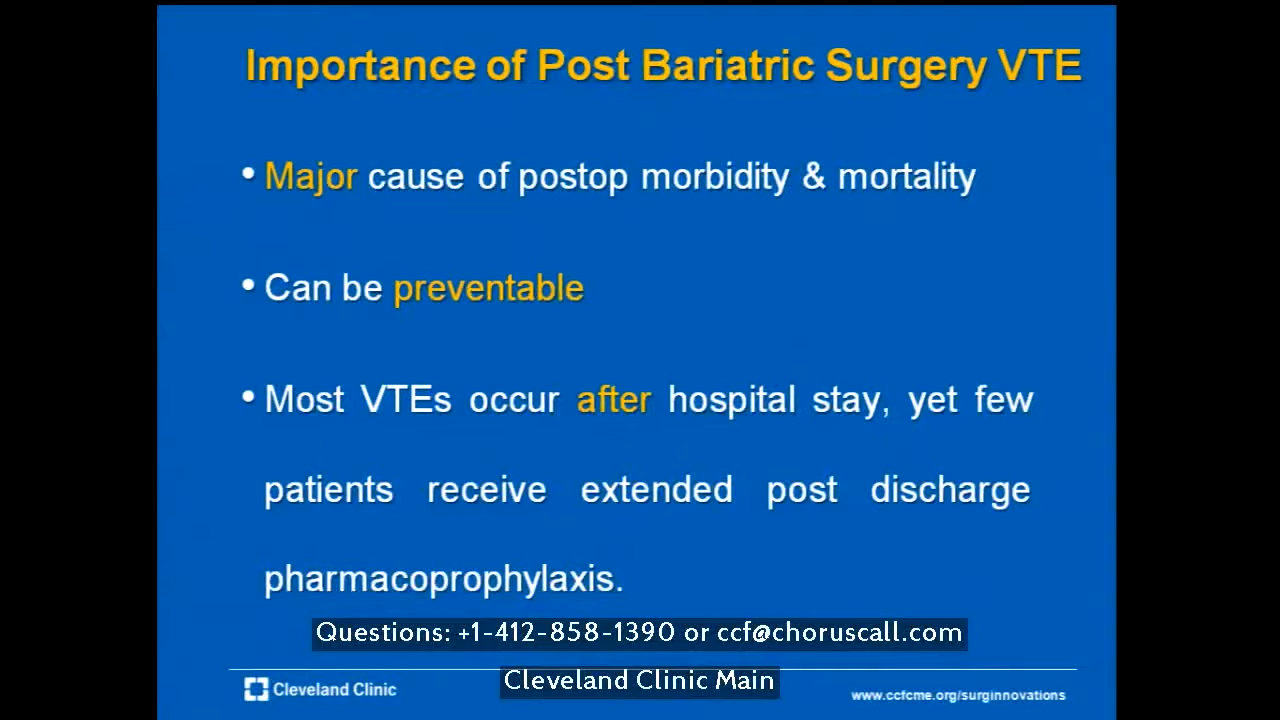 Importance of Post Bariatric Surgery VTE
• Major cause of postop morbidity & mortality
• Can be preventable
• Most VTEs occur after hospital stay, yet few
patients receive extended post discharge
pharmacoprophylaxis.
Questions: +1-412-858-1390 or ccf@choruscall.com
Cleveland Clinic
Cleveland Clinic Main
www.ccfcme.org/surginnovations